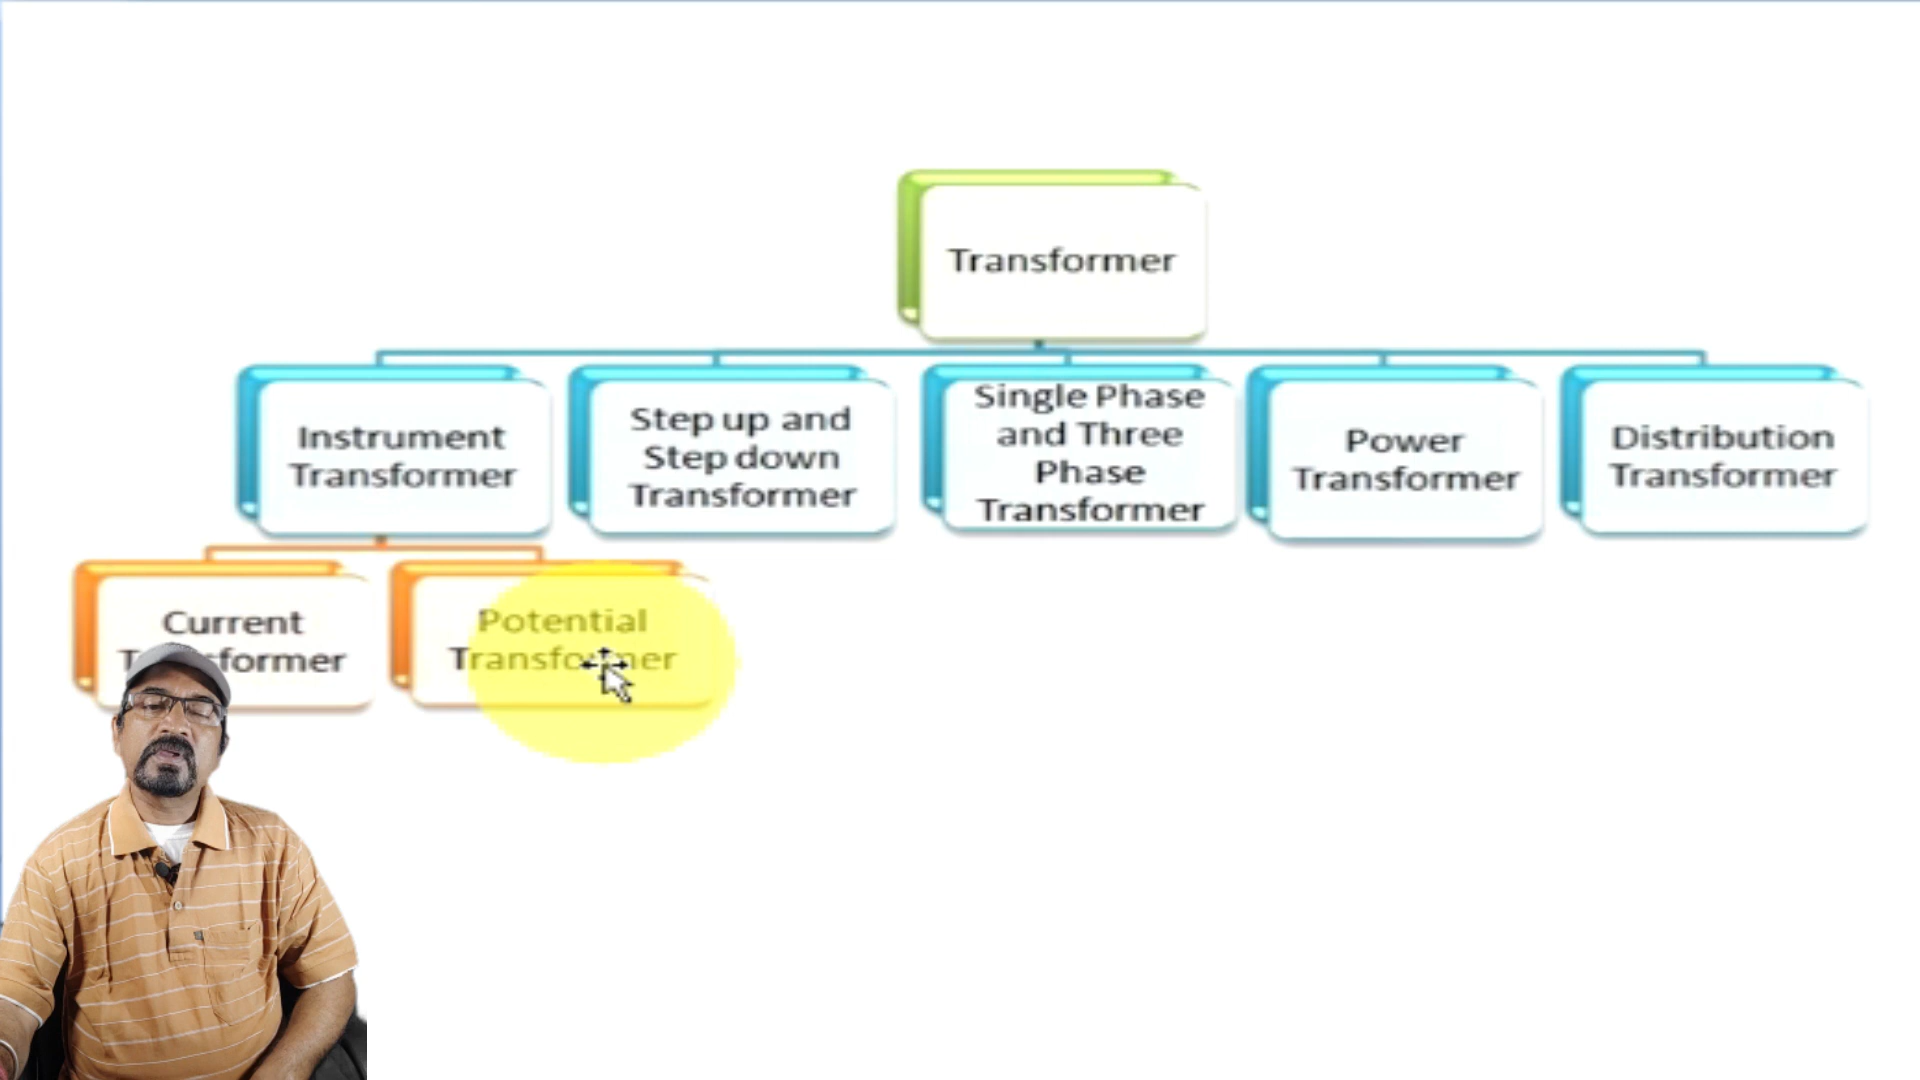 Transformer
Instrument
Transformer
Step up and
Step down
Transformer
Single Phase
and Three
Phase
Transformer
Power
Transformer
Distribution
Transformer
Current
Potential
Transformer